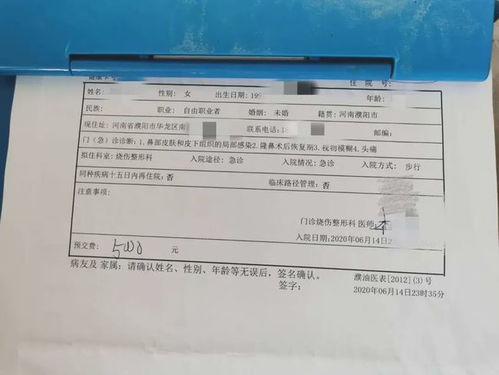 健康卡号 住 院 号
姓名: 性别: 女 出生日期:199 年龄:
民族: 职业: 自由职业者 婚姻: 未婚 籍贯: 河南濮阳市
现住址: 河南省濮阳市华龙区南 联系电话: 邮编:
门(急)诊诊断:1.鼻部皮肤和皮下组织的局部感染2.隆鼻术后恢复期3.视物模糊4.头痛
拟住科室: 烧伤整形科 入院途径: 急诊 入院情况: 急诊 入院方式: 步行
同种疾病十五日内再住院: 否 临床路径管理: 否
注意事项:
门诊烧伤整形科 医师
入院日期:2020年06月14日2
预交费: 5000 元
病友及家属: 请确认姓名、性别、年龄等无误后,签名确认。 濮油医表[2012](3)号
签字: 2020年06月14日23时35分